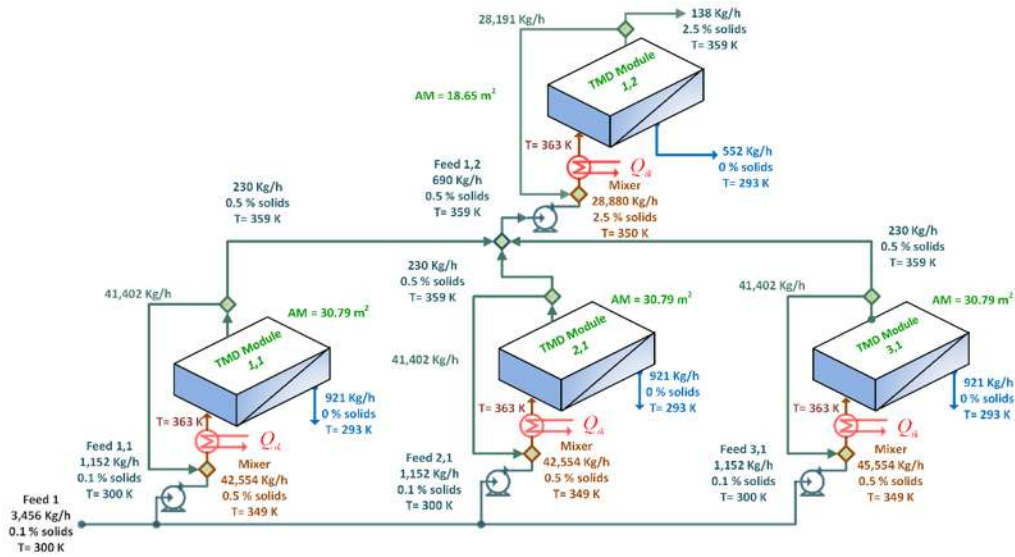 28,191 Kg/h
138 Kg/h
2.5 % solids
T= 359 K
TMD Module
1,2
AM = 18.65 m²
T= 363 K
552 Kg/h
0 % solids
T= 293 K
Feed 1,2
690 Kg/h
0.5 % solids
T= 359 K
Mixer
28,880 Kg/h
2.5 % solids
T= 350 K
230 Kg/h
0.5 % solids
T= 359 K
230 Kg/h
0.5 % solids
T= 359 K
230 Kg/h
0.5 % solids
T= 359 K
41,402 Kg/h
AM = 30.79 m²
TMD Module
1,1
921 Kg/h
0 % solids
T= 293 K
T= 363 K
Feed 1,1
1,152 Kg/h
0.1 % solids
T= 300 K
Mixer
42,554 Kg/h
0.5 % solids
T= 349 K
41,402 Kg/h
AM = 30.79 m²
TMD Module
2,1
921 Kg/h
0 % solids
T= 293 K
T= 363 K
Feed 2,1
1,152 Kg/h
0.1 % solids
T= 300 K
Mixer
42,554 Kg/h
0.5 % solids
T= 349 K
41,402 Kg/h
AM = 30.79 m²
TMD Module
3,1
921 Kg/h
0 % solids
T= 293 K
T= 363 K
Feed 3,1
1,152 Kg/h
0.1 % solids
T= 300 K
Mixer
45,554 Kg/h
0.5 % solids
T= 349 K
Feed 1
3,456 Kg/h
0.1 % solids
T= 300 K